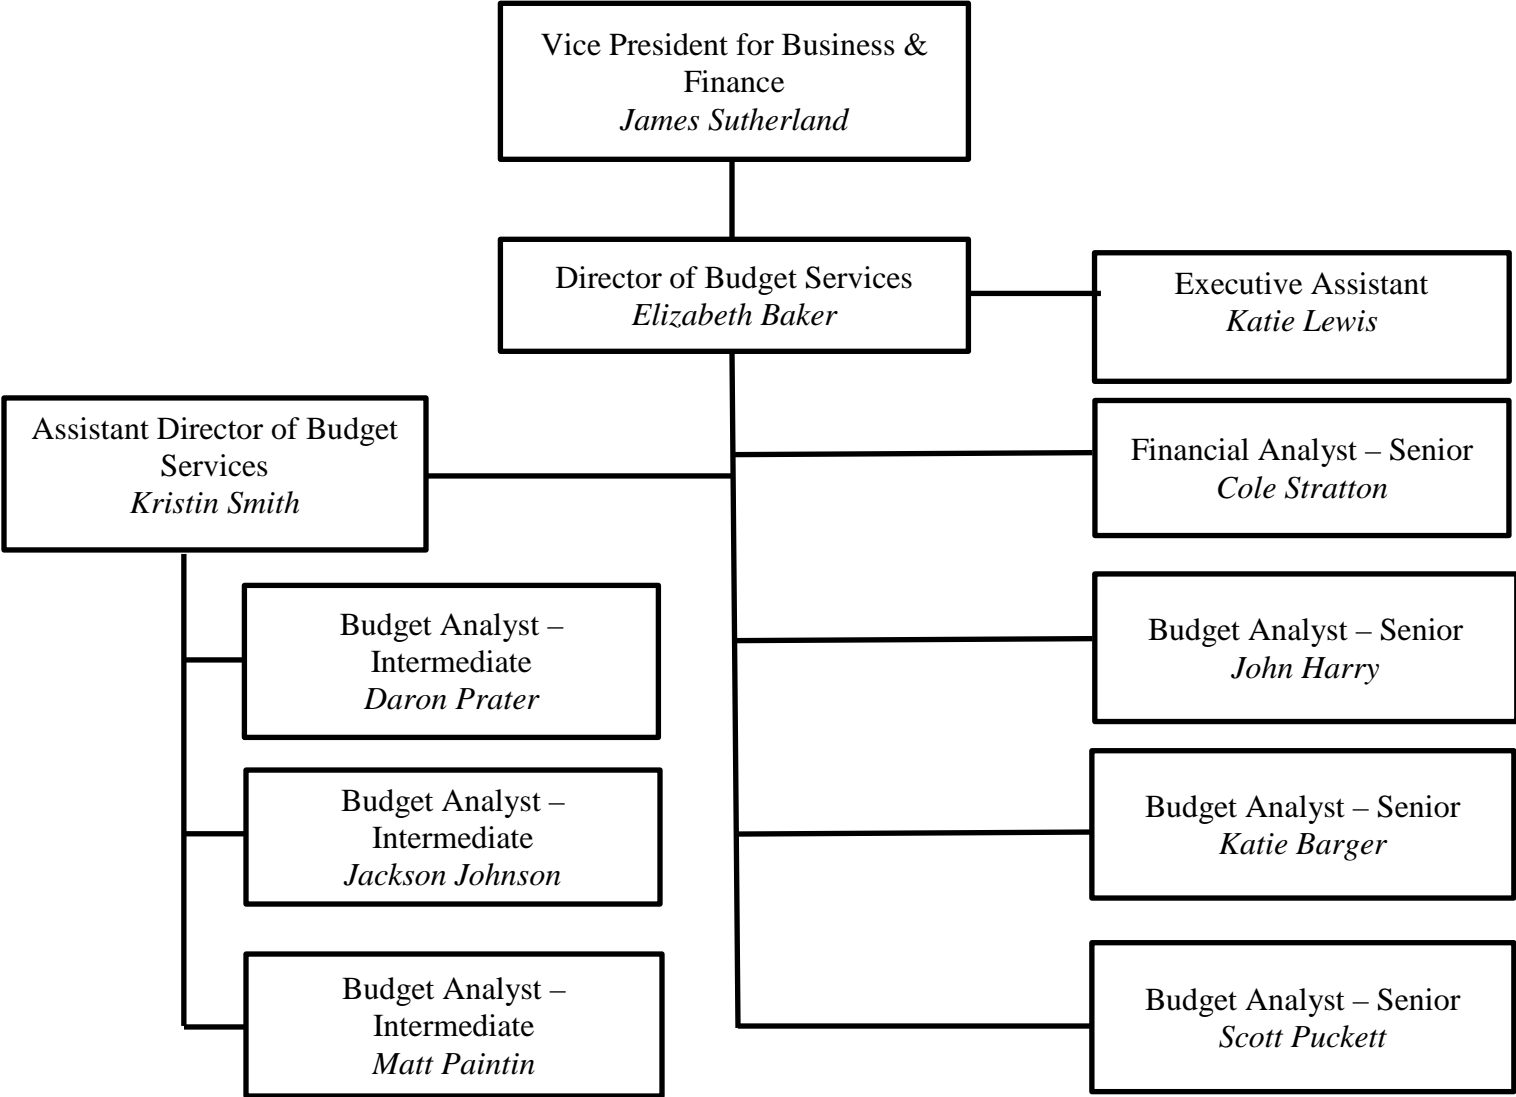 Vice President for Business &
Finance
James Sutherland
Director of Budget Services
Elizabeth Baker
Executive Assistant
Katie Lewis
Assistant Director of Budget
Services
Kristin Smith
Financial Analyst – Senior
Cole Stratton
Budget Analyst –
Intermediate
Daron Prater
Budget Analyst – Senior
John Harry
Budget Analyst –
Intermediate
Jackson Johnson
Budget Analyst – Senior
Katie Barger
Budget Analyst –
Intermediate
Matt Paintin
Budget Analyst – Senior
Scott Puckett